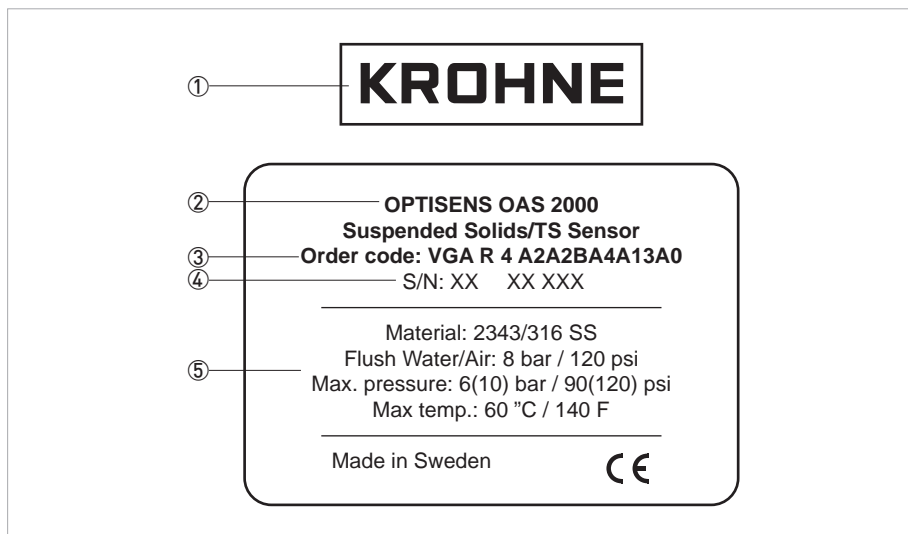 ① KROHNE
② OPTISENS OAS 2000
Suspended Solids/TS Sensor
③ Order code: VGA R 4 A2A2BA4A13A0
④ S/N: XX XX XXX
Material: 2343/316 SS
Flush Water/Air: 8 bar / 120 psi
⑤ Max. pressure: 6(10) bar / 90(120) psi
Max temp.: 60 ”C / 140 F
Made in Sweden CE